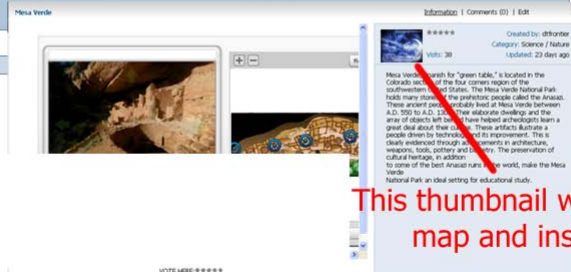 Mesa Verde
Information | Comments (0) | Edit
Created by: dtfrontier
Category: Science / Nature
Visits: 38
Updated: 23 days ago
Mesa Verde, Spanish for "green table," is located in the
Colorado section of the four corners region of the
southwestern United States. The Mesa Verde National Park
holds many stories of the prehistoric people called the Anasazi.
These ancient people probably lived at Mesa Verde between
A.D. 550 to A.D. Their elaborate dwellings and the
array of objects left behind have helped archeologists learn a
great deal about their These artifacts illustrate a
people driven by technology and its improvement. This is
clearly evidenced through advancements in architecture,
weapons, tools, pottery and basketry. The preservation of
cultural heritage, in addition
to some of the best Anasazi ruins in the world, make the Mesa
Verde
National Park an ideal setting for educational study.
This thumbnail w
map and ins
VOTE HERE: